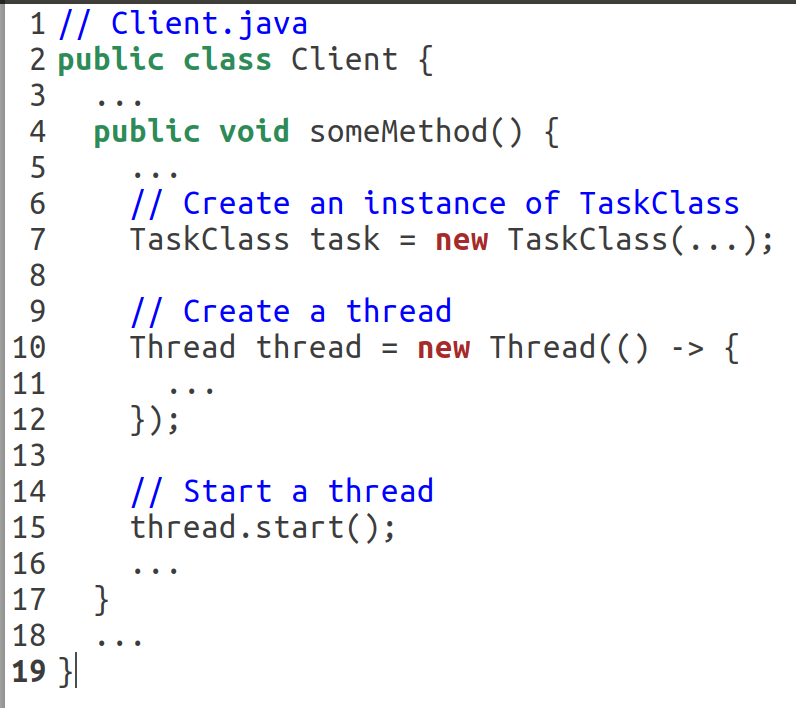 1 // Client.java
2 public class Client {
3   ...
4   public void someMethod() {
5     ...
6     // Create an instance of TaskClass
7     TaskClass task = new TaskClass(...);
8
9     // Create a thread
10     Thread thread = new Thread(() -> {
11       ...
12     });
13
14     // Start a thread
15     thread.start();
16     ...
17   }
18   ...
19 }